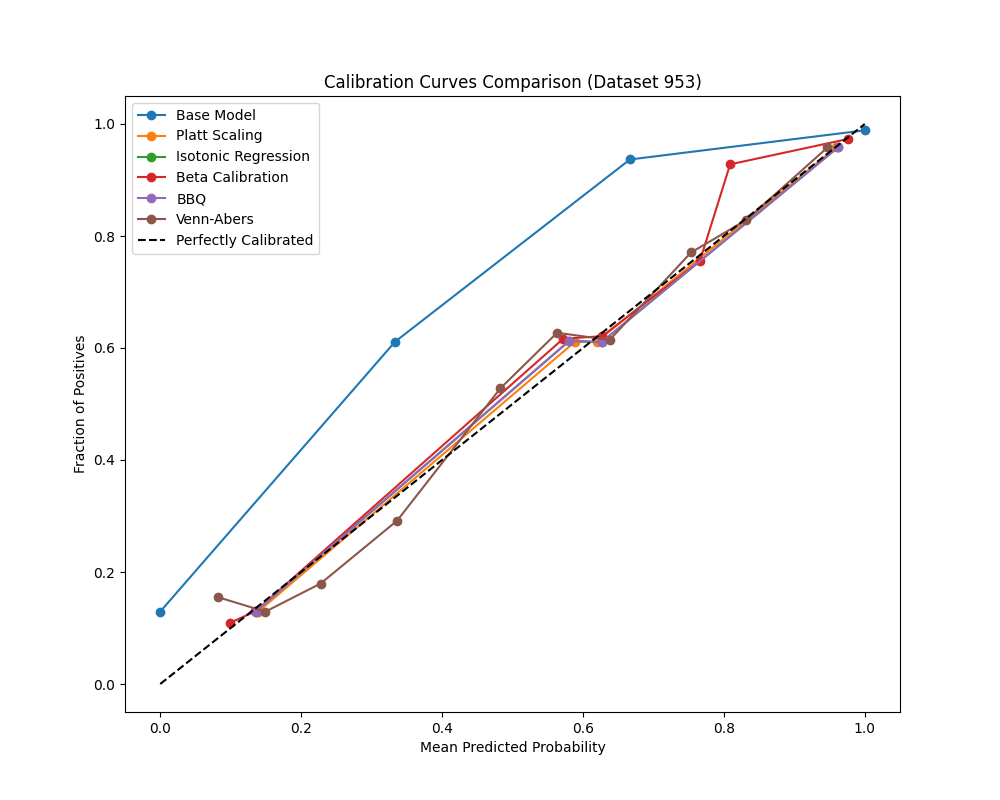 Calibration Curves Comparison (Dataset 953)
Base Model
Platt Scaling
Isotonic Regression
Beta Calibration
BBQ
Venn-Abers
Perfectly Calibrated
Fraction of Positives
1.0
0.8
0.6
0.4
0.2
0.0
0.0 0.2 0.4 0.6 0.8 1.0
Mean Predicted Probability